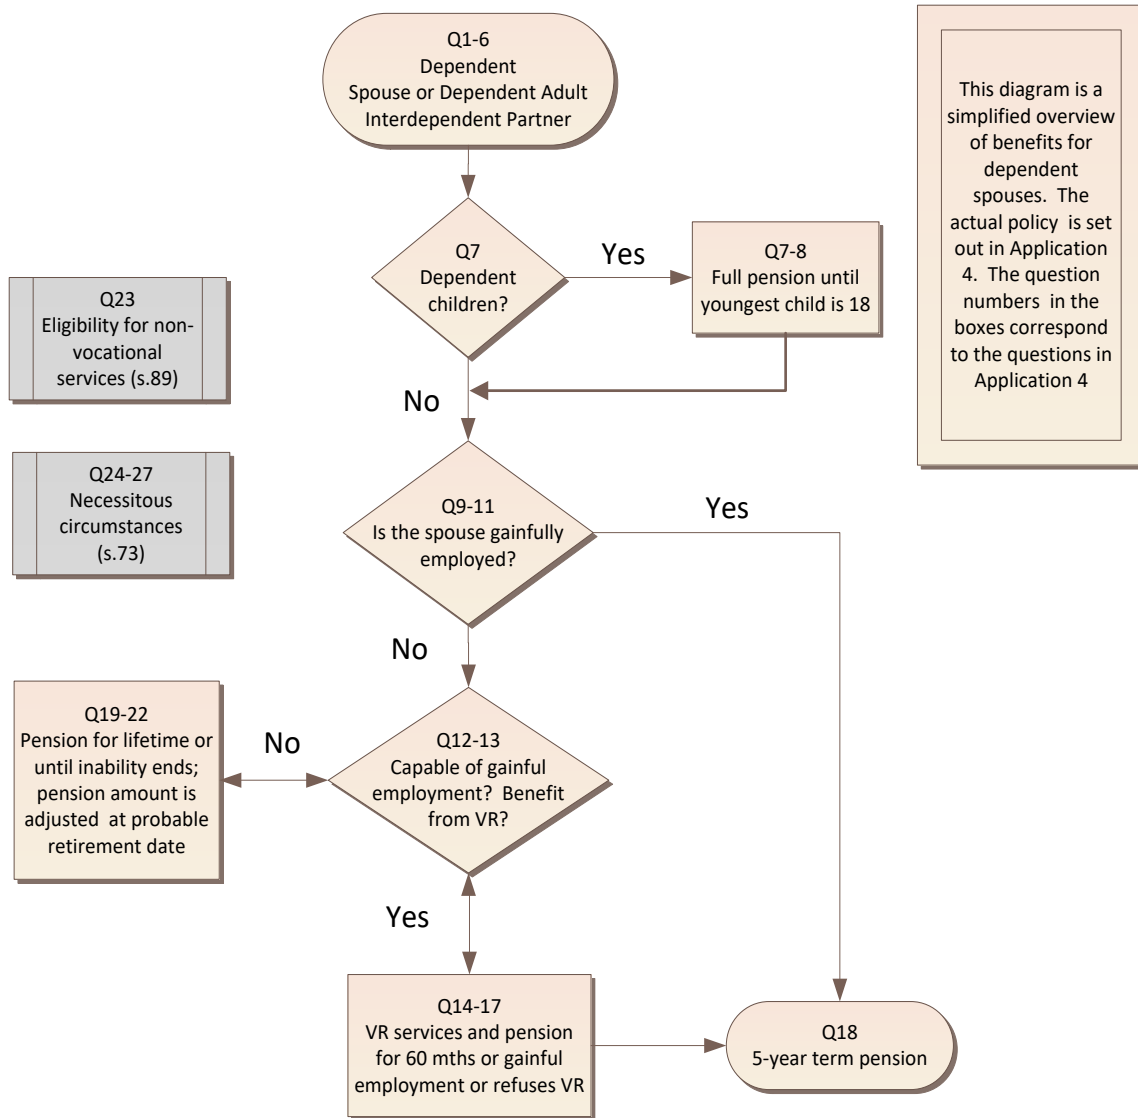 Q1-6
Dependent
Spouse or Dependent Adult
Interdependent Partner
This diagram is a
simplified overview
of benefits for
dependent
spouses. The
actual policy is set
out in Application
4. The question
numbers in the
boxes correspond
to the questions in
Application 4
Q7
Dependent
children?
Yes
Q7-8
Full pension until
youngest child is 18
Q23
Eligibility for non-
vocational
services (s.89)
No
Q24-27
Necessitous
circumstances
(s.73)
Q9-11
Is the spouse gainfully
employed?
Yes
No
Q19-22
Pension for lifetime or
until inability ends;
pension amount is
adjusted at probable
retirement date
No
Q12-13
Capable of gainful
employment? Benefit
from VR?
Yes
Q14-17
VR services and pension
for 60 mths or gainful
employment or refuses VR
Q18
5-year term pension